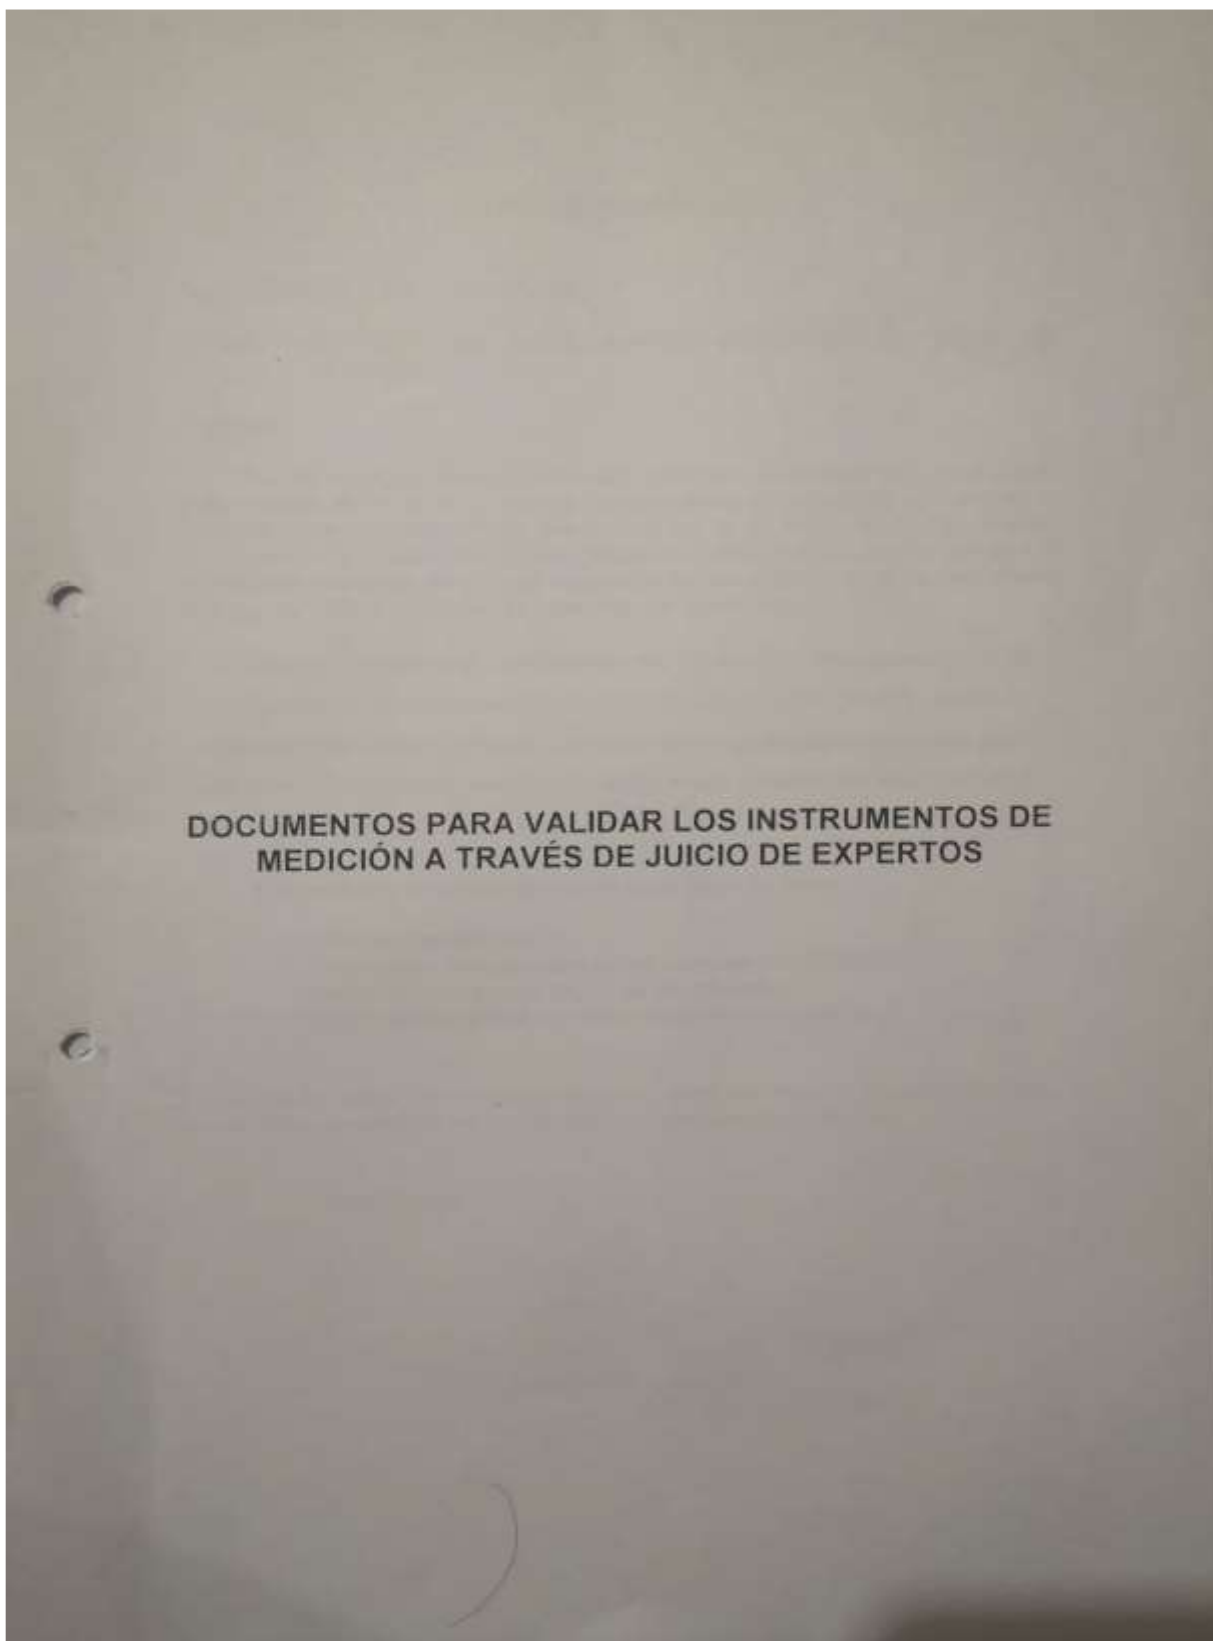 DOCUMENTOS PARA VALIDAR LOS INSTRUMENTOS DE
MEDICIÓN A TRAVÉS DE JUICIO DE EXPERTOS